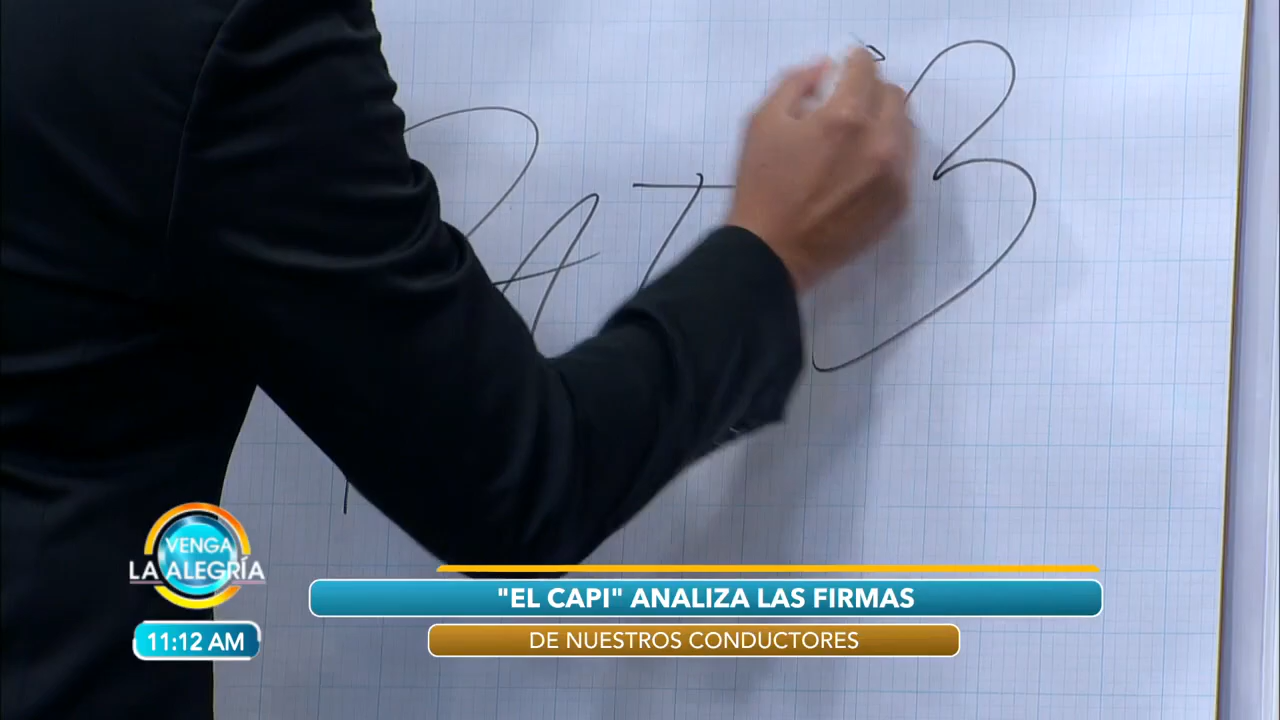 VENGA
LA ALEGRÍA
11:12 AM
"EL CAPI" ANALIZA LAS FIRMAS
DE NUESTROS CONDUCTORES